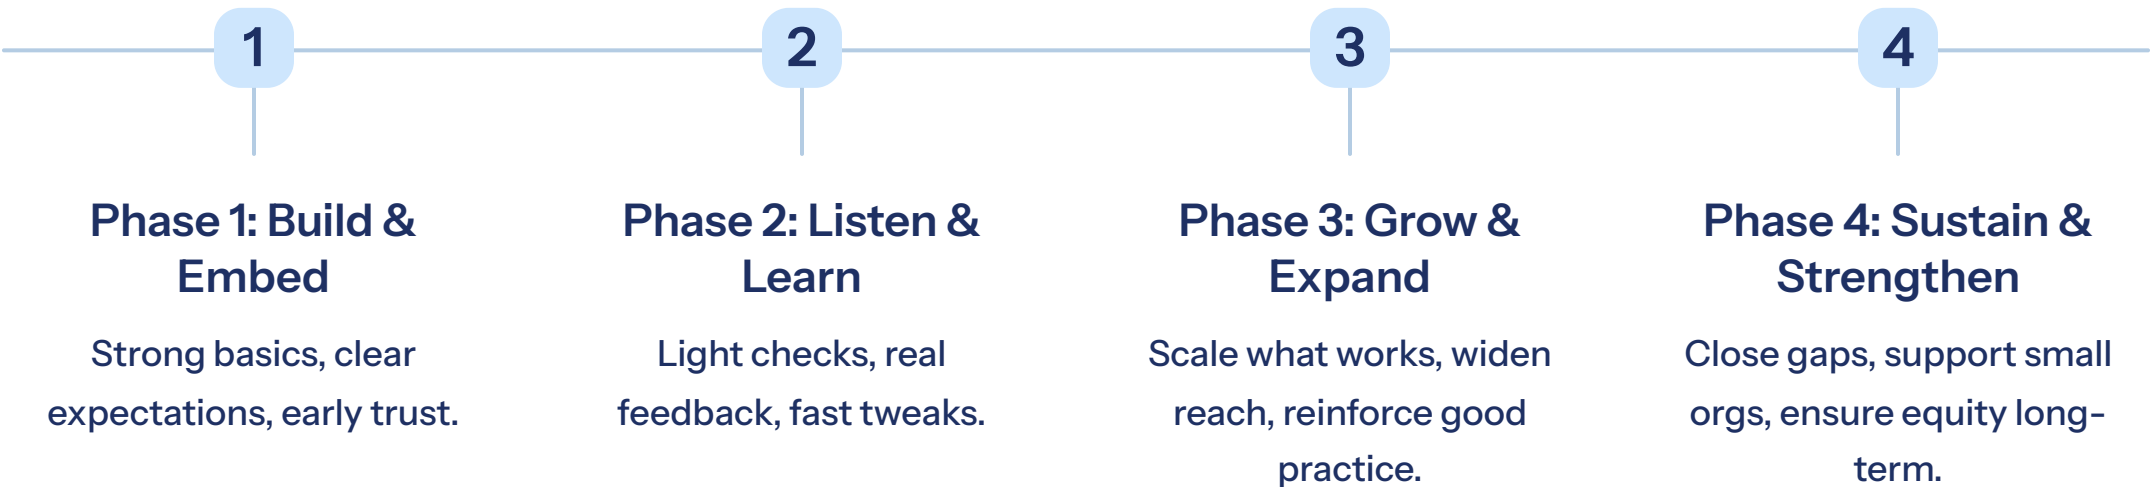 1
2
3
4
Phase 1: Build &
Embed
Strong basics, clear
expectations, early trust.
Phase 2: Listen &
Learn
Light checks, real
feedback, fast tweaks.
Phase 3: Grow &
Expand
Scale what works, widen
reach, reinforce good
practice.
Phase 4: Sustain &
Strengthen
Close gaps, support small
orgs, ensure equity long-
term.